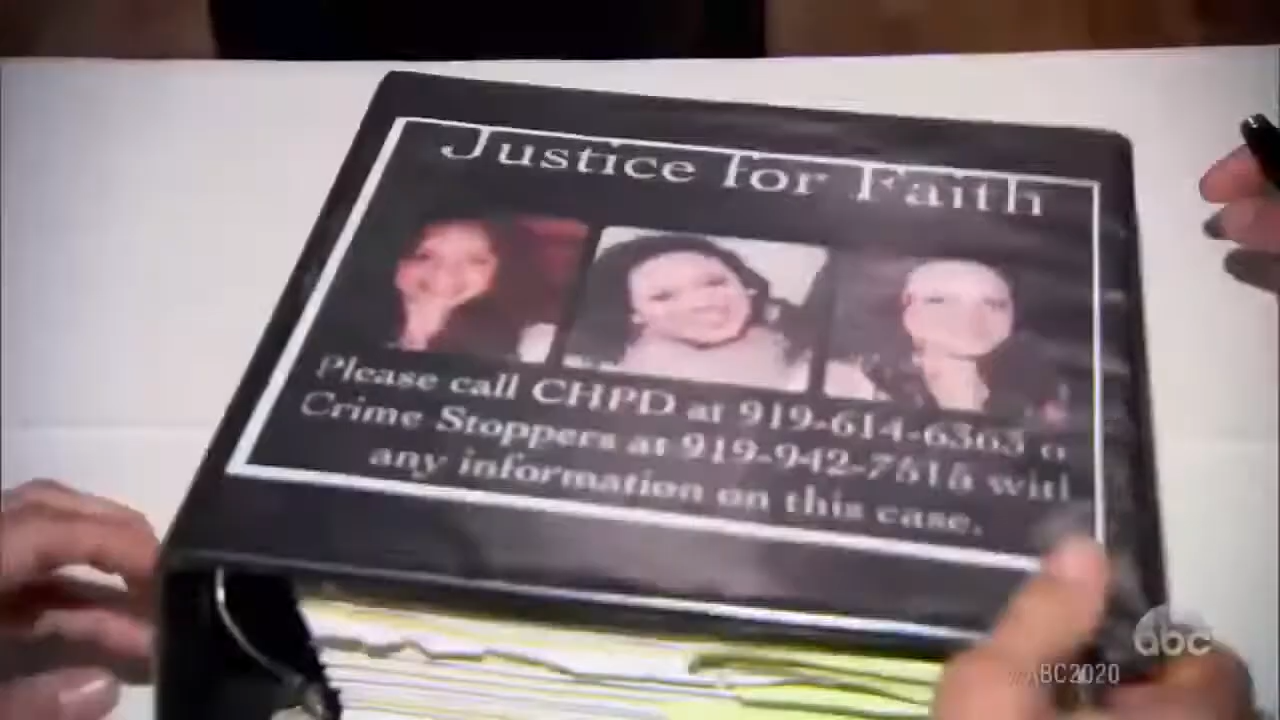 Justice for Faith
Please call CHPD at 919-614-6363 o
Crime Stoppers at 919-942-7515 with
any information on this case.
abc
ABC2020